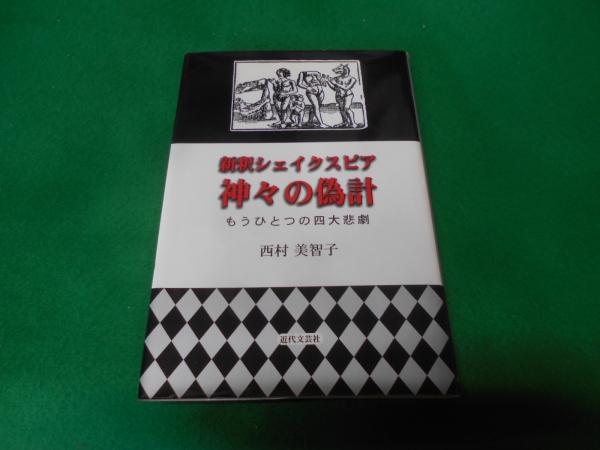 新釈シェイクスピア
神々の偽計
もうひとつの四大悲劇
西村 美智子
近代文芸社